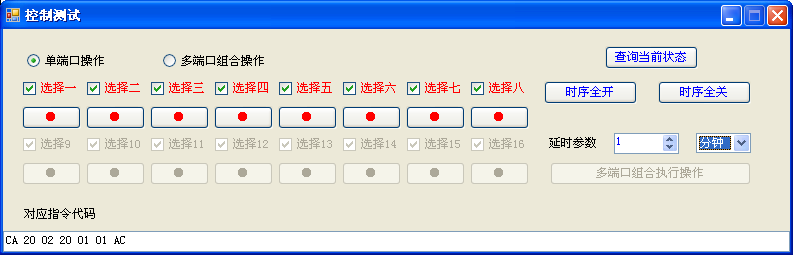 控制测试
单端口操作 多端口组合操作 查询当前状态
选择一 选择二 选择三 选择四 选择五 选择六 选择七 选择八 时序全开 时序全关
选择9 选择10 选择11 选择12 选择13 选择14 选择15 选择16 延时参数 1 分钟
多端口组合执行操作
对应指令代码
CA 20 02 20 01 01 AC